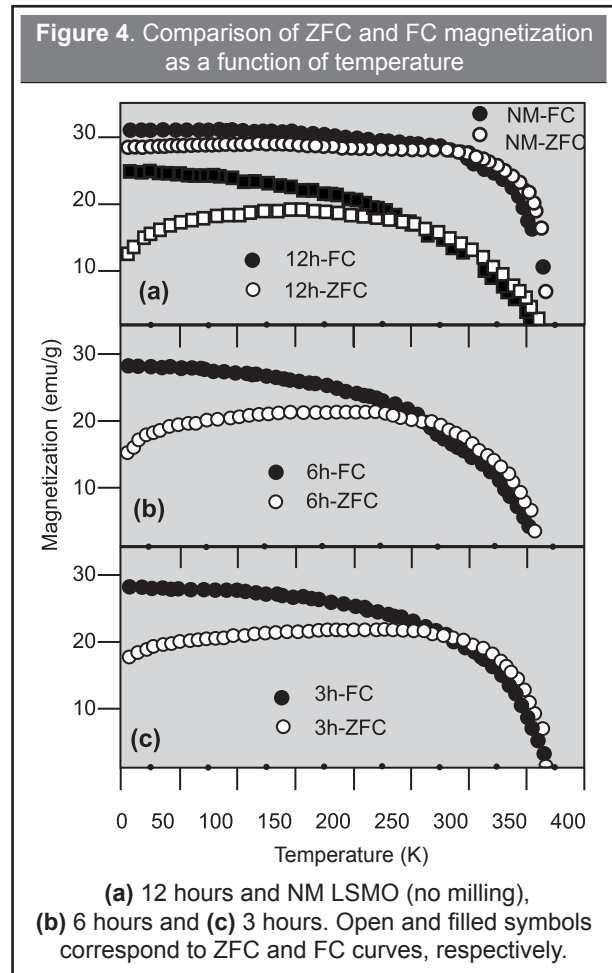 Figure 4. Comparison of ZFC and FC magnetization
as a function of temperature
NM-FC
NM-ZFC
30
20
10
12h-FC
12h-ZFC
(a)
30
20
10
6h-FC
6h-ZFC
(b)
30
20
10
3h-FC
3h-ZFC
(c)
Magnetization (emu/g)
0 50 100 150 200 250 300 350 400
Temperature (K)
(a) 12 hours and NM LSMO (no milling),
(b) 6 hours and (c) 3 hours. Open and filled symbols
correspond to ZFC and FC curves, respectively.